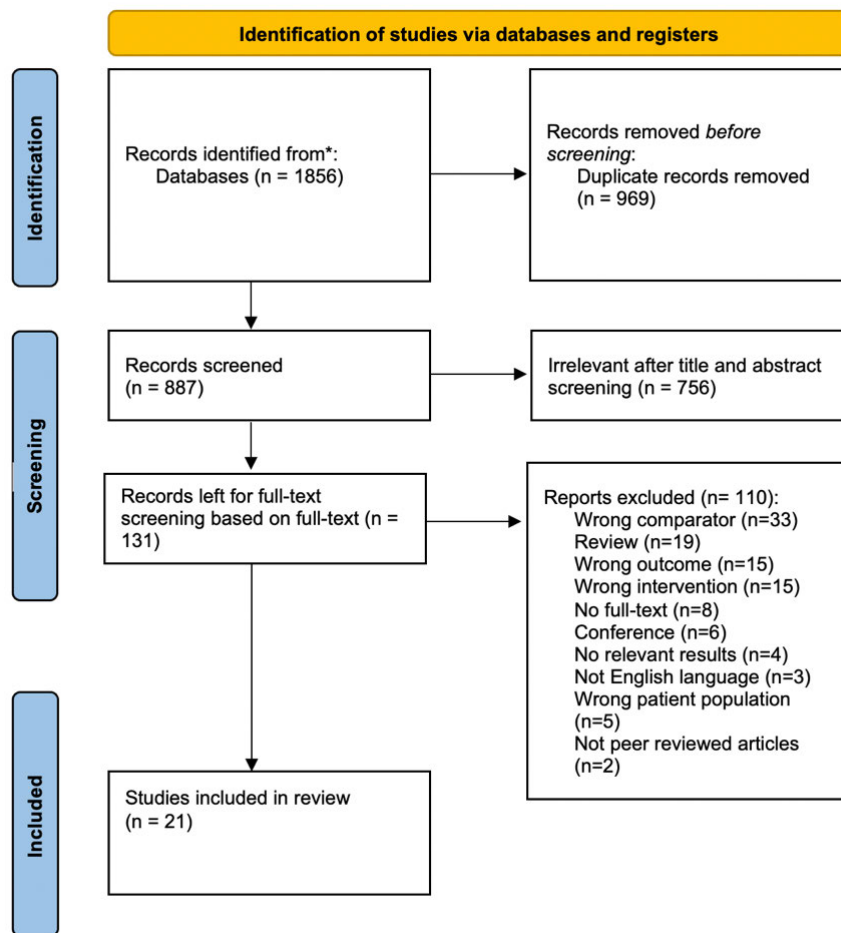 Identification of studies via databases and registers
Identification
Records identified from*:
Databases (n = 1856)
Records removed before
screening:
Duplicate records removed
(n = 969)
Screening
Records screened
(n = 887)
Irrelevant after title and abstract
screening (n = 756)
Records left for full-text
screening based on full-text (n =
131)
Reports excluded (n= 110):
Wrong comparator (n=33)
Review (n=19)
Wrong outcome (n=15)
Wrong intervention (n=15)
No full-text (n=8)
Conference (n=6)
No relevant results (n=4)
Not English language (n=3)
Wrong patient population
(n=5)
Not peer reviewed articles
(n=2)
Included
Studies included in review
(n = 21)